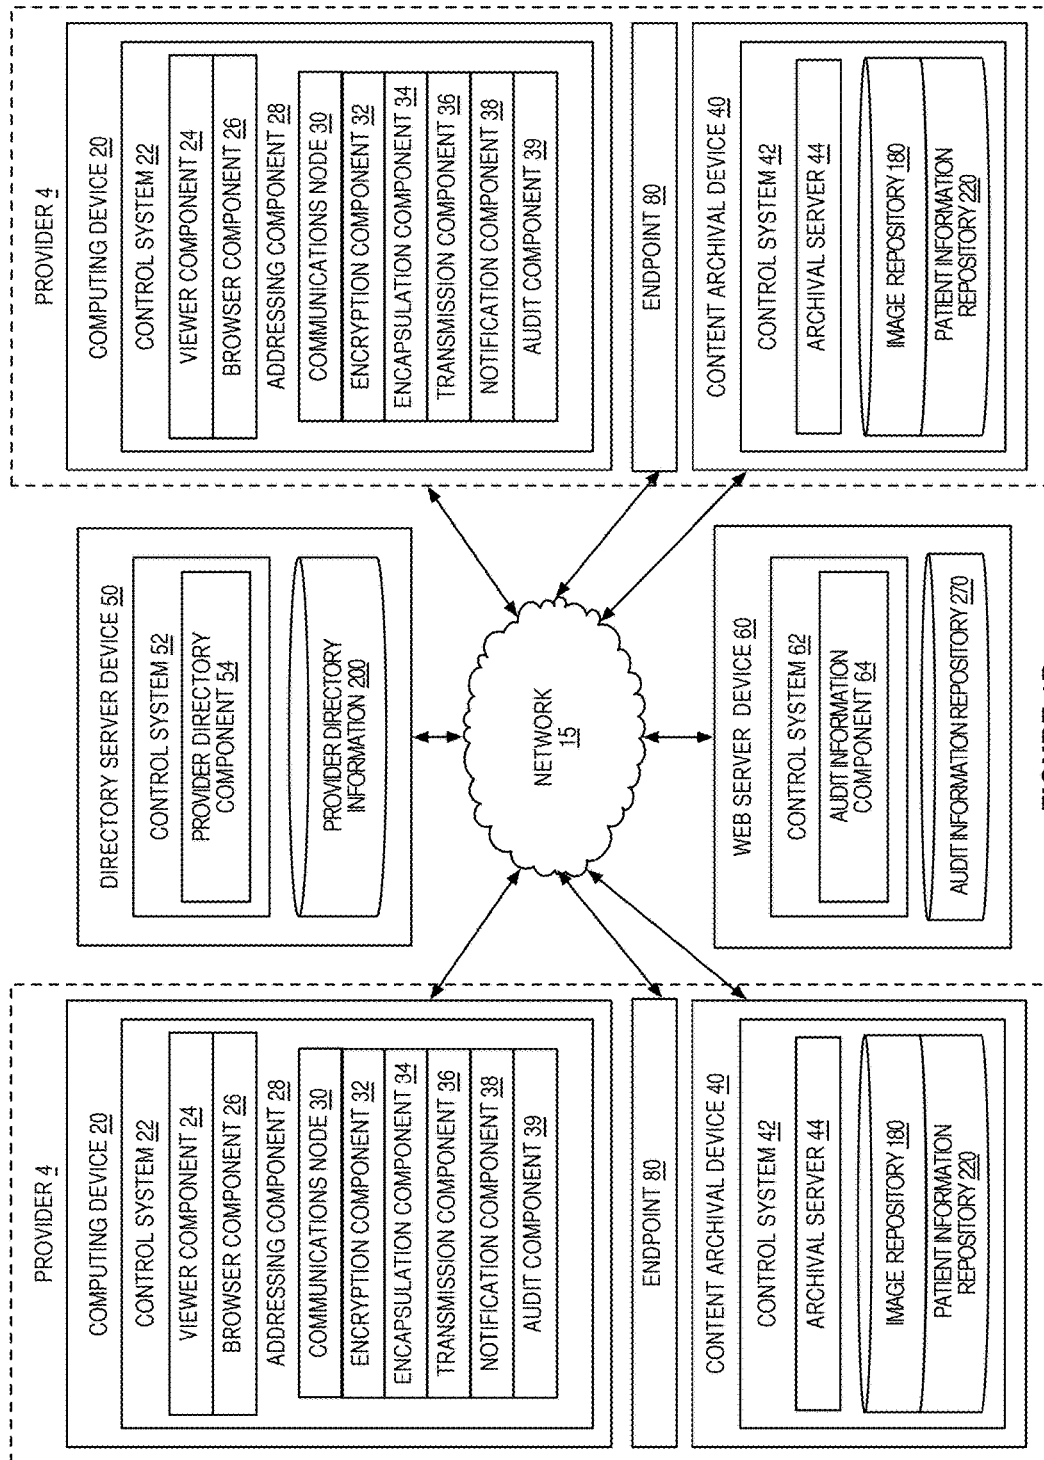 PROVIDER 4
COMPUTING DEVICE 20
CONTROL SYSTEM 22
VIEWER COMPONENT 24
BROWSER COMPONENT 26
ADDRESSING COMPONENT 28
COMMUNICATIONS NODE 30
ENCRYPTION COMPONENT 32
ENCAPSULATION COMPONENT 34
TRANSMISSION COMPONENT 36
NOTIFICATION COMPONENT 38
AUDIT COMPONENT 39
ENDPOINT 80
CONTENT ARCHIVAL DEVICE 40
CONTROL SYSTEM 42
ARCHIVAL SERVER 44
IMAGE REPOSITORY 180
PATIENT INFORMATION
REPOSITORY 220
DIRECTORY SERVER DEVICE 50
CONTROL SYSTEM 52
PROVIDER DIRECTORY
COMPONENT 54
PROVIDER DIRECTORY
INFORMATION 200
NETWORK
15
WEB SERVER DEVICE 60
CONTROL SYSTEM 62
AUDIT INFORMATION
COMPONENT 64
AUDIT INFORMATION REPOSITORY 270
PROVIDER 4
COMPUTING DEVICE 20
CONTROL SYSTEM 22
VIEWER COMPONENT 24
BROWSER COMPONENT 26
ADDRESSING COMPONENT 28
COMMUNICATIONS NODE 30
ENCRYPTION COMPONENT 32
ENCAPSULATION COMPONENT 34
TRANSMISSION COMPONENT 36
NOTIFICATION COMPONENT 38
AUDIT COMPONENT 39
ENDPOINT 80
CONTENT ARCHIVAL DEVICE 40
CONTROL SYSTEM 42
ARCHIVAL SERVER 44
IMAGE REPOSITORY 180
PATIENT INFORMATION
REPOSITORY 220